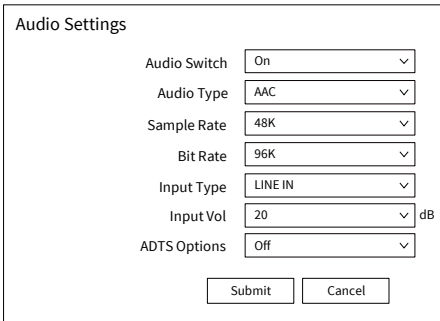 Audio Settings
Audio Switch On
Audio Type AAC
Sample Rate 48K
Bit Rate 96K
Input Type LINE IN
Input Vol 20 dB
ADTS Options Off
Submit Cancel